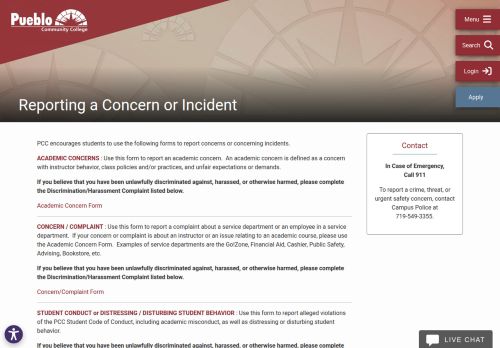 Pueblo
Community College
Menu
Search
Login
Apply
Reporting a Concern or Incident
PCC encourages students to use the following forms to report concerns or concerning incidents.
ACADEMIC CONCERNS : Use this form to report an academic concern. An academic concern is defined as a concern
with instructor behavior, class policies and/or practices, and unfair expectations or demands.
If you believe that you have been unlawfully discriminated against, harassed, or otherwise harmed, please complete
the Discrimination/Harassment Complaint listed below.
Academic Concern Form
CONCERN / COMPLAINT : Use this form to report a complaint about a service department or an employee in a service
department. If your concern or complaint is about an instructor or an issue relating to an academic course, please use
the Academic Concern Form. Examples of service departments are the Go!Zone, Financial Aid, Cashier, Public Safety,
Advising, Bookstore, etc.
If you believe that you have been unlawfully discriminated against, harassed, or otherwise harmed, please complete
the Discrimination/Harassment Complaint listed below.
Concern/Complaint Form
STUDENT CONDUCT or DISTRESSING / DISTURBING STUDENT BEHAVIOR : Use this form to report alleged violations
of the PCC Student Code of Conduct, including academic misconduct, as well as distressing or disturbing student
behavior.
If you believe that you have been unlawfully discriminated against, harassed, or otherwise harmed, please complete
Contact
In Case of Emergency,
Call 911
To report a crime, threat, or
urgent safety concern, contact
Campus Police at
719-549-3355.
LIVE CHAT